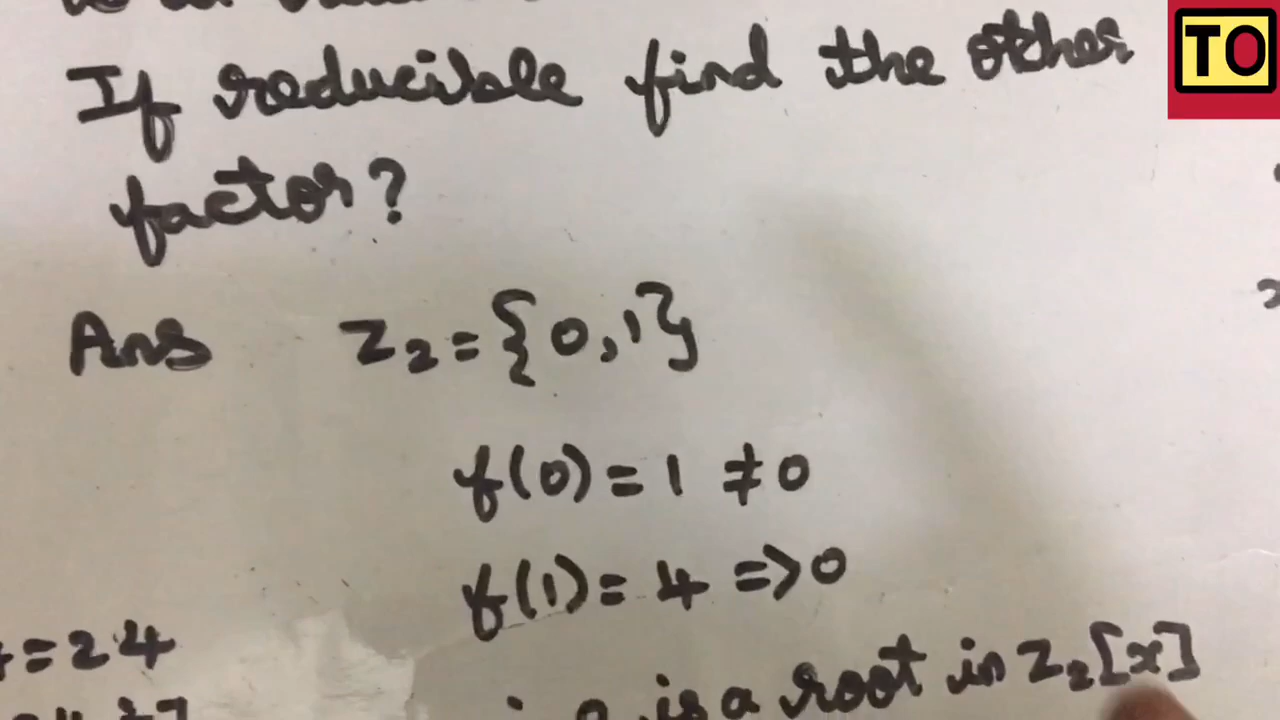 If reducible find the other
factor?
Ans Z₂ = {0,1}
f(0) = 1 ≠ 0
f(1) = 4 => 0
= 24
is a root in Z₂[x]
TO